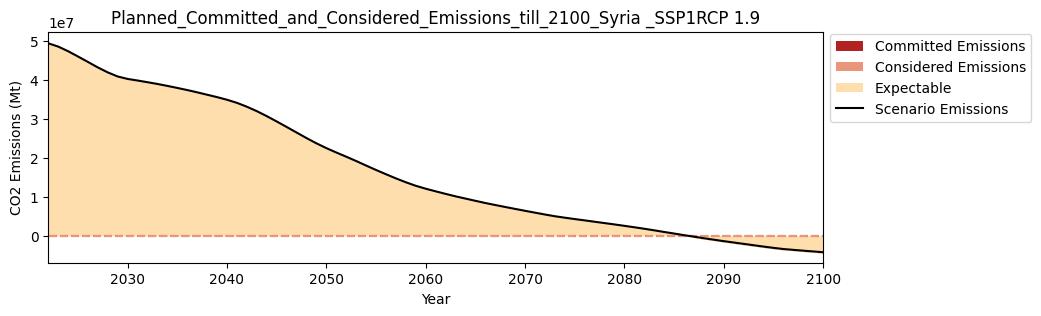 Planned_Committed_and_Considered_Emissions_till_2100_Syria _SSP1RCP 1.9
1e7
5
4
3
2
1
0
CO2 Emissions (Mt)
2030 2040 2050 2060 2070 2080 2090 2100
Year
Committed Emissions
Considered Emissions
Expectable
Scenario Emissions